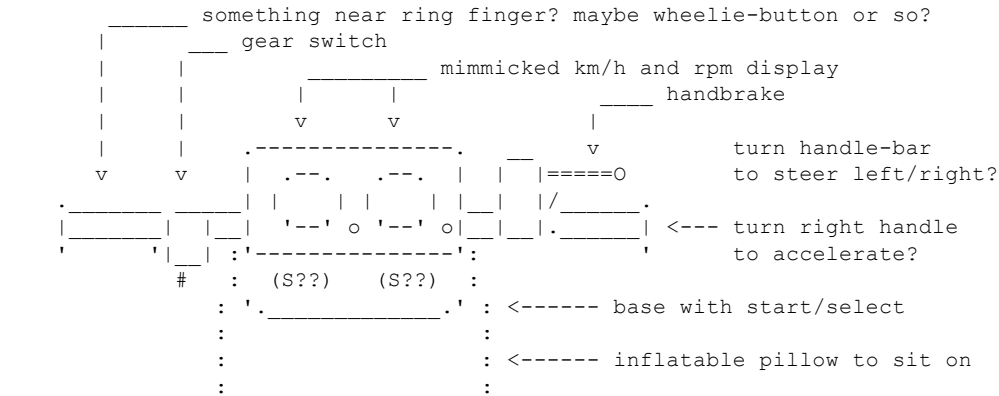 something near ring finger? maybe wheelie-button or so?
gear switch
mimmicked km/h and rpm display
handbrake
turn handle-bar
to steer left/right?
<--- turn right handle
to accelerate?
(S??) (S??)
<------ base with start/select
<------ inflatable pillow to sit on